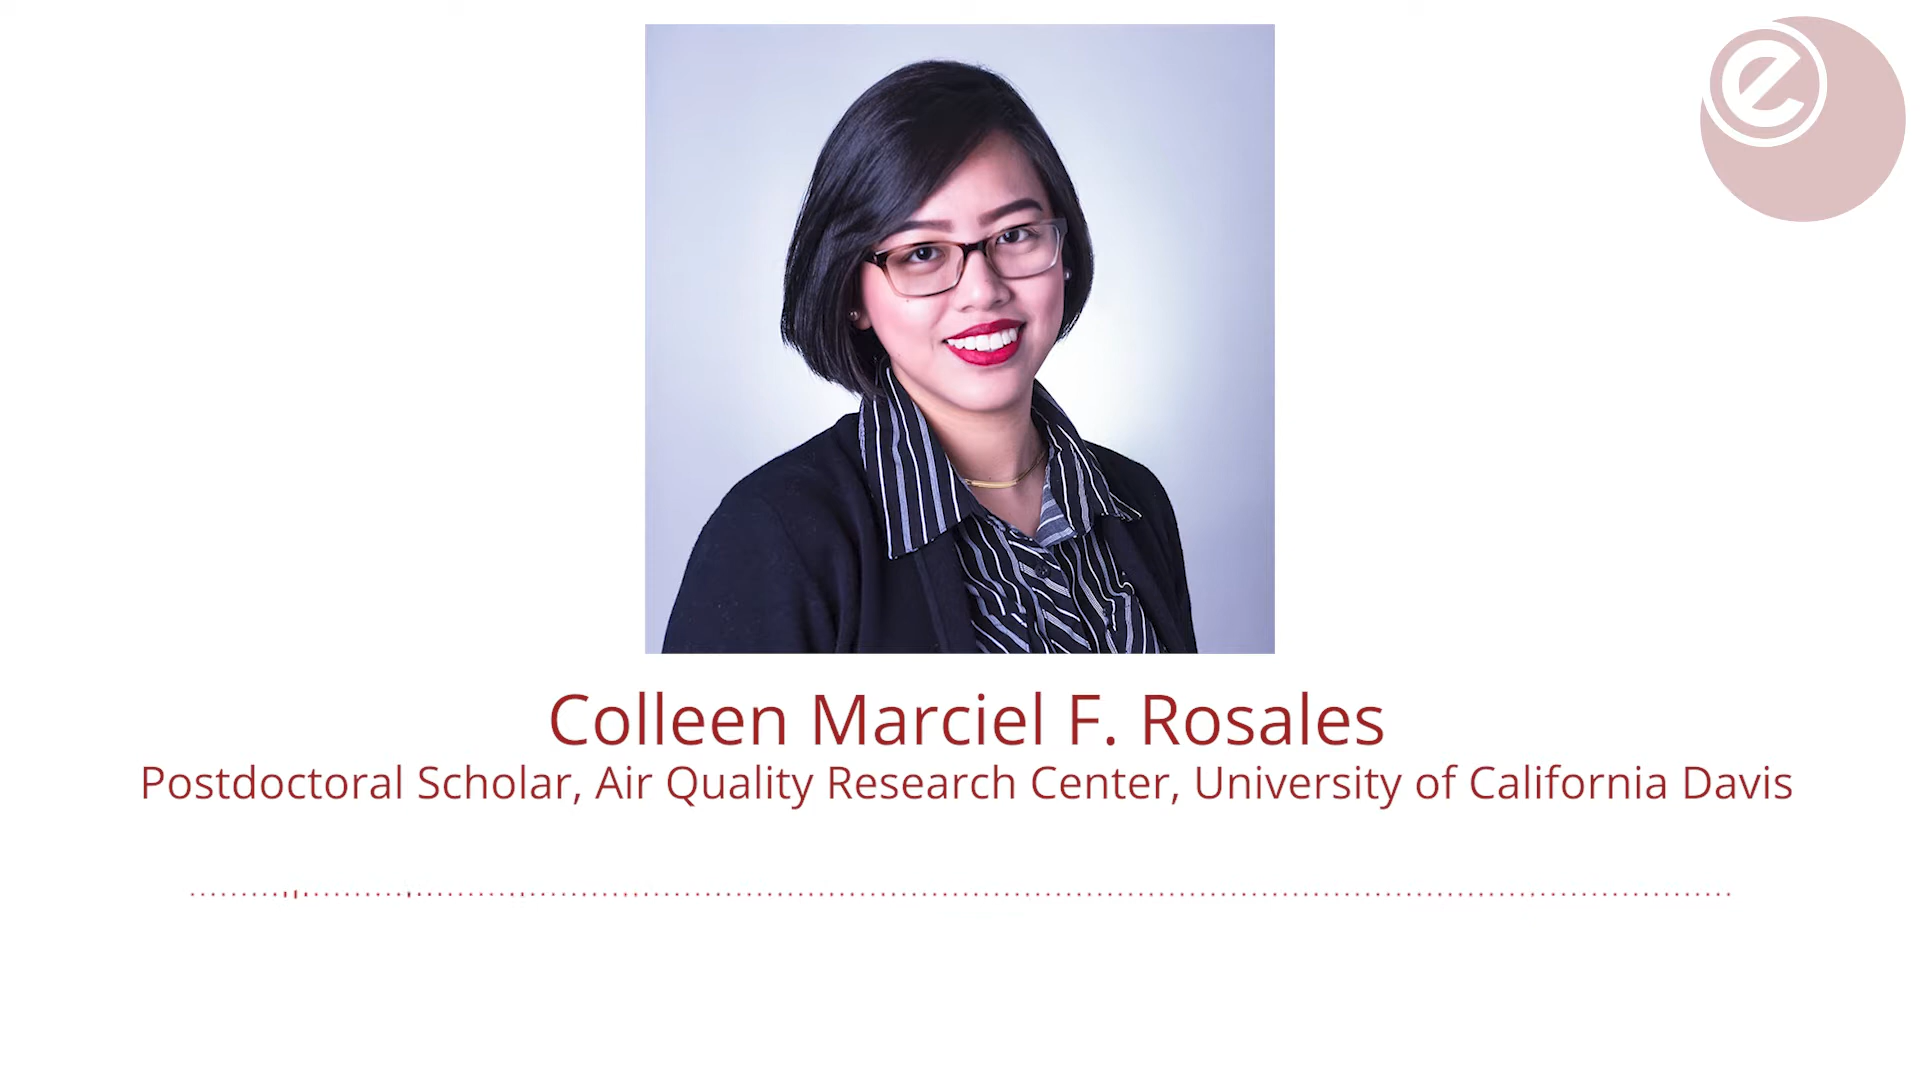 e
Colleen Marciel F. Rosales
Postdoctoral Scholar, Air Quality Research Center, University of California Davis